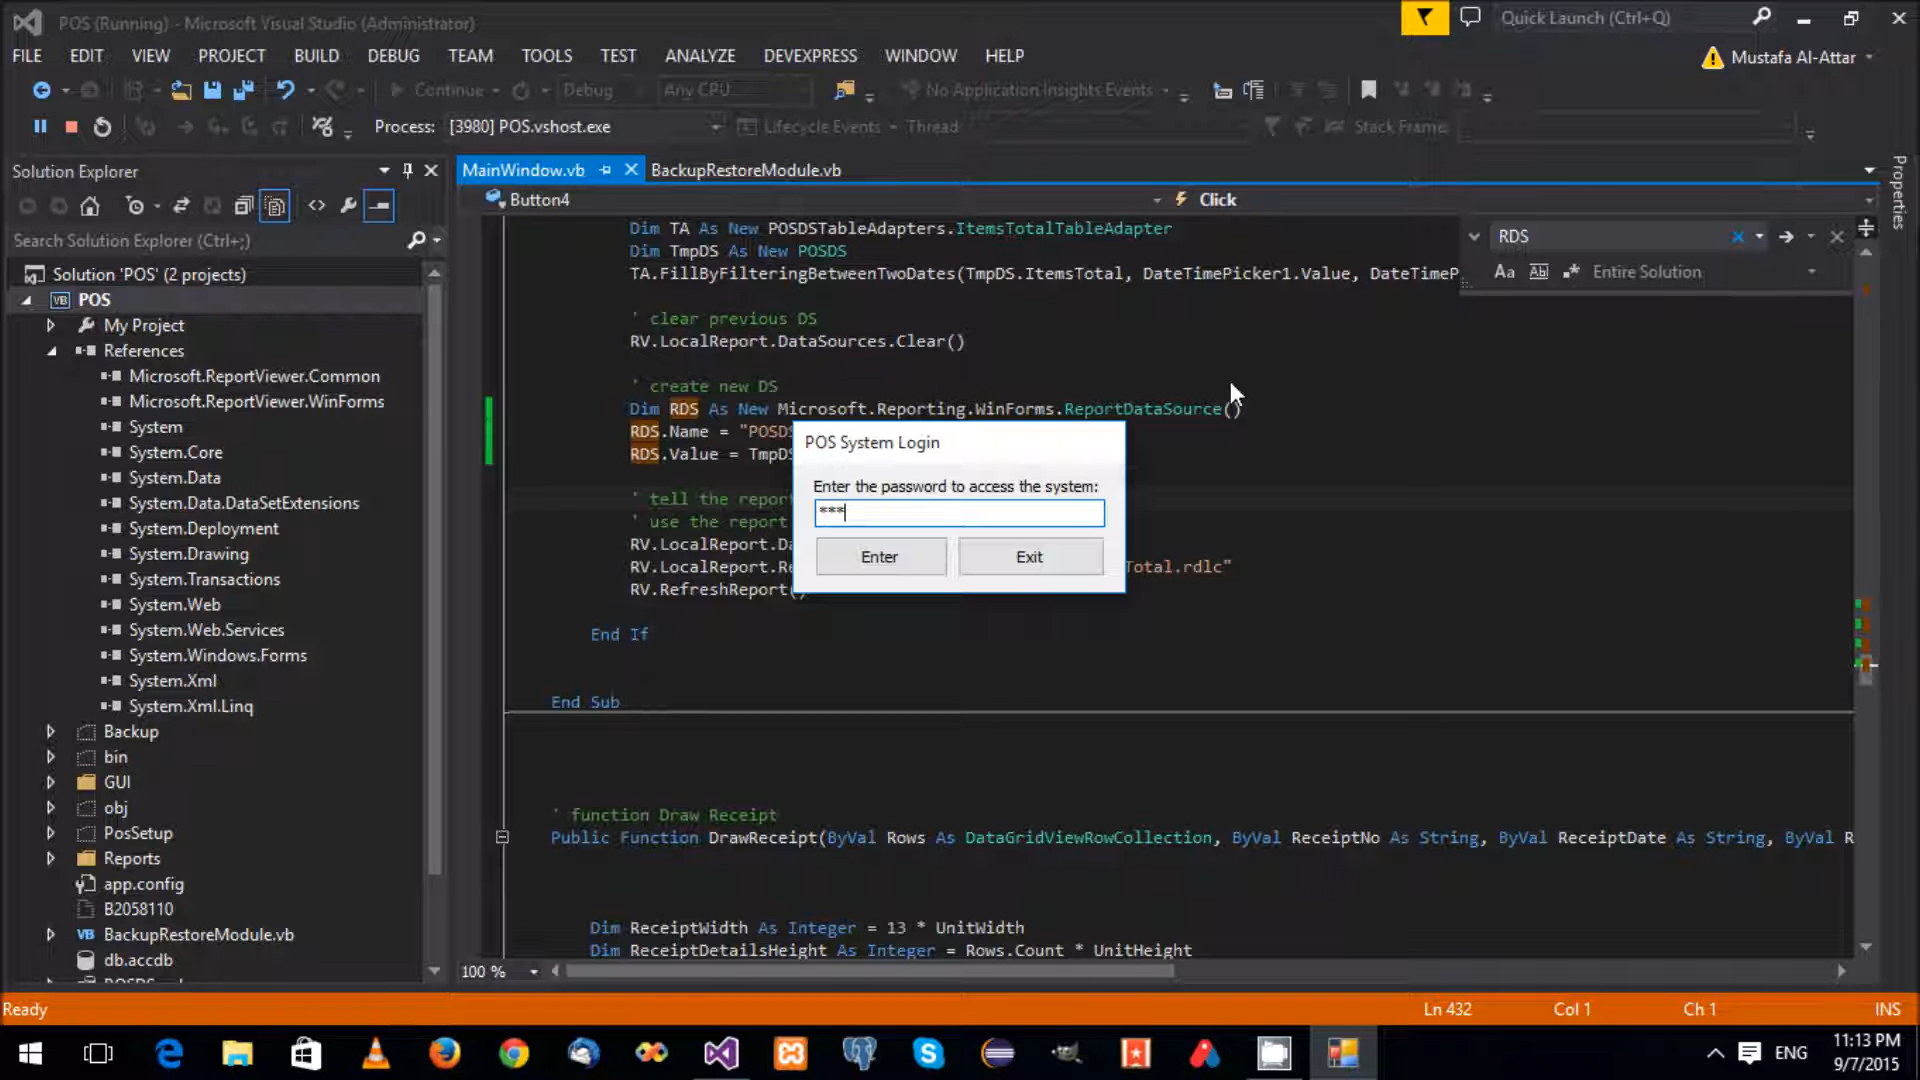 POS (Running) - Microsoft Visual Studio (Administrator)
Quick Launch (Ctrl+Q)
FILE EDIT VIEW PROJECT BUILD DEBUG TEAM TOOLS TEST ANALYZE DEVEXPRESS WINDOW HELP
Mustafa Al-Attar
Continue Debug Any CPU No Application Insights Events
Process: [3980] POS.vshost.exe Lifecycle Events Thread Stack Frame
Solution Explorer
Search Solution Explorer (Ctrl+;)
Solution 'POS' (2 projects)
VB POS
My Project
References
Microsoft.ReportViewer.Common
Microsoft.ReportViewer.WinForms
System
System.Core
System.Data
System.Data.DataSetExtensions
System.Deployment
System.Drawing
System.Transactions
System.Web
System.Web.Services
System.Windows.Forms
System.Xml
System.Xml.Linq
Backup
bin
GUI
obj
PosSetup
Reports
app.config
B2058110
VB BackupRestoreModule.vb
db.accdb
MainWindow.vb BackupRestoreModule.vb
Button4 Click
Properties
RDS
Aa Ab Entire Solution
Dim TA As New POSDSTableAdapters.ItemsTotalTableAdapter
Dim TmpDS As New POSDS
TA.FillByFilteringBetweenTwoDates(TmpDS.ItemsTotal, DateTimePicker1.Value, DateTimeP
' clear previous DS
RV.LocalReport.DataSources.Clear()
' create new DS
Dim RDS As New Microsoft.Reporting.WinForms.ReportDataSource()
RDS.Name = "POSDS
RDS.Value = TmpDS
' tell the report
' use the report
RV.LocalReport.Da
RV.LocalReport.Re Total.rdlc"
RV.RefreshReport()
End If
End Sub
' function Draw Receipt
Public Function DrawReceipt(ByVal Rows As DataGridViewRowCollection, ByVal ReceiptNo As String, ByVal ReceiptDate As String, ByVal R
Dim ReceiptWidth As Integer = 13 * UnitWidth
Dim ReceiptDetailsHeight As Integer = Rows.Count * UnitHeight
POS System Login
Enter the password to access the system:
***
Enter Exit
100 %
Ready Ln 432 Col 1 Ch 1 INS
ENG
11:13 PM
9/7/2015